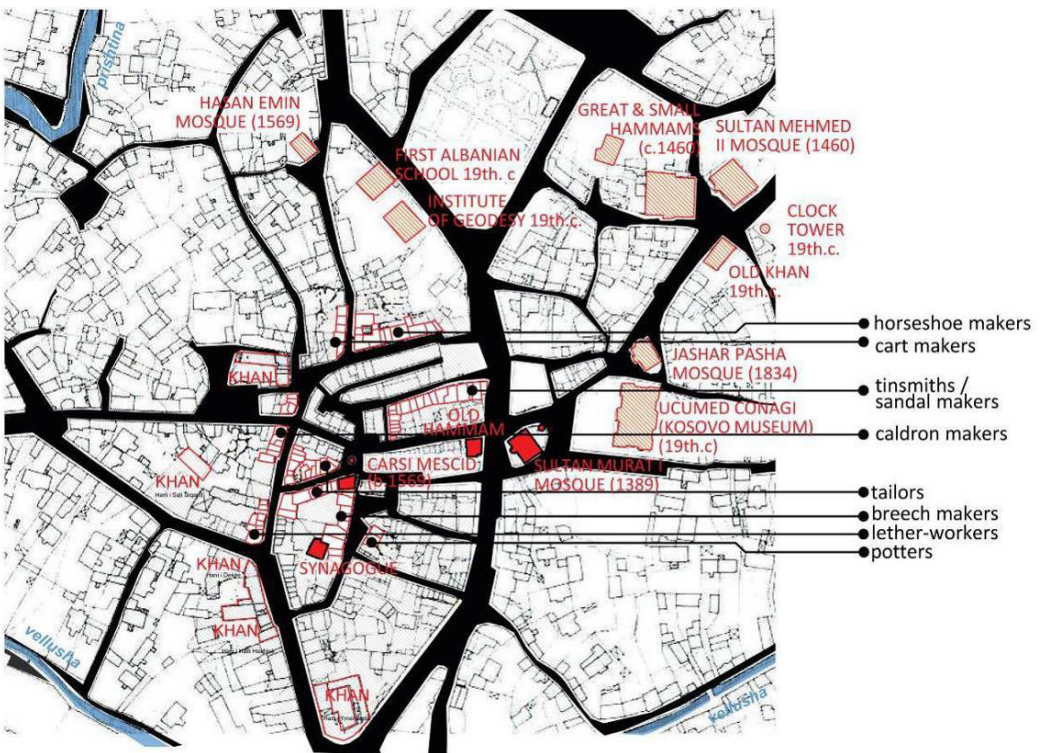 prishtina
HASAN EMIN
MOSQUE (1569)
FIRST ALBANIAN
SCHOOL 19th. c
INSTITUTE
OF GEODESY 19th.c.
GREAT & SMALL
HAMMAMS
(c.1460)
SULTAN MEHMED
II MOSQUE (1460)
CLOCK
TOWER
19th.c.
OLD KHAN
19th.c.
horseshoe makers
cart makers
JASHAR PASHA
MOSQUE (1834)
KHAN
tinsmiths /
sandal makers
OLD
HAMMAM
UCUMED CONAGI
(KOSOVO MUSEUM)
(19th.c)
caldron makers
CARSI MESCID
(b.1569)
SULTAN MURAT I
MOSQUE (1389)
KHAN
tailors
breech makers
lether-workers
potters
SYNAGOGUE
KHAN
KHAN
KHAN
vellusha
vellusha